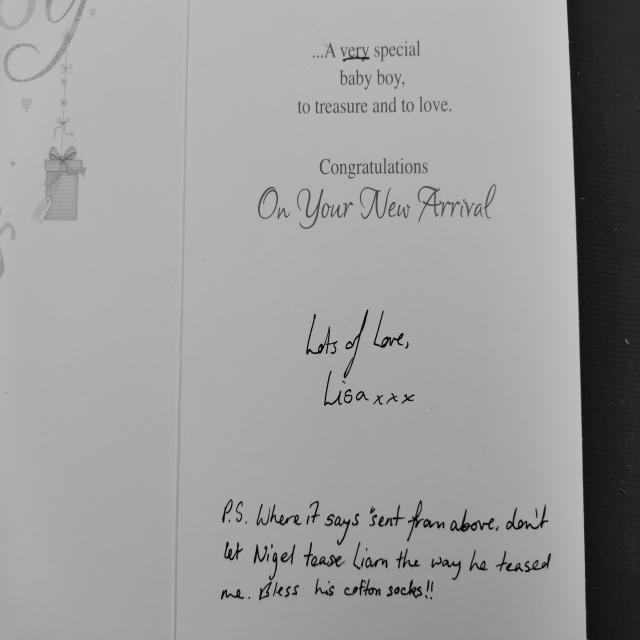 ...A very special
baby boy,
to treasure and to love.
Congratulations
On Your New Arrival
Lots of Love,
Lisa xxx
P.S. Where it says "sent from above, don't
let Nigel tease Liam the way he teased
me. Bless his cotton socks!!